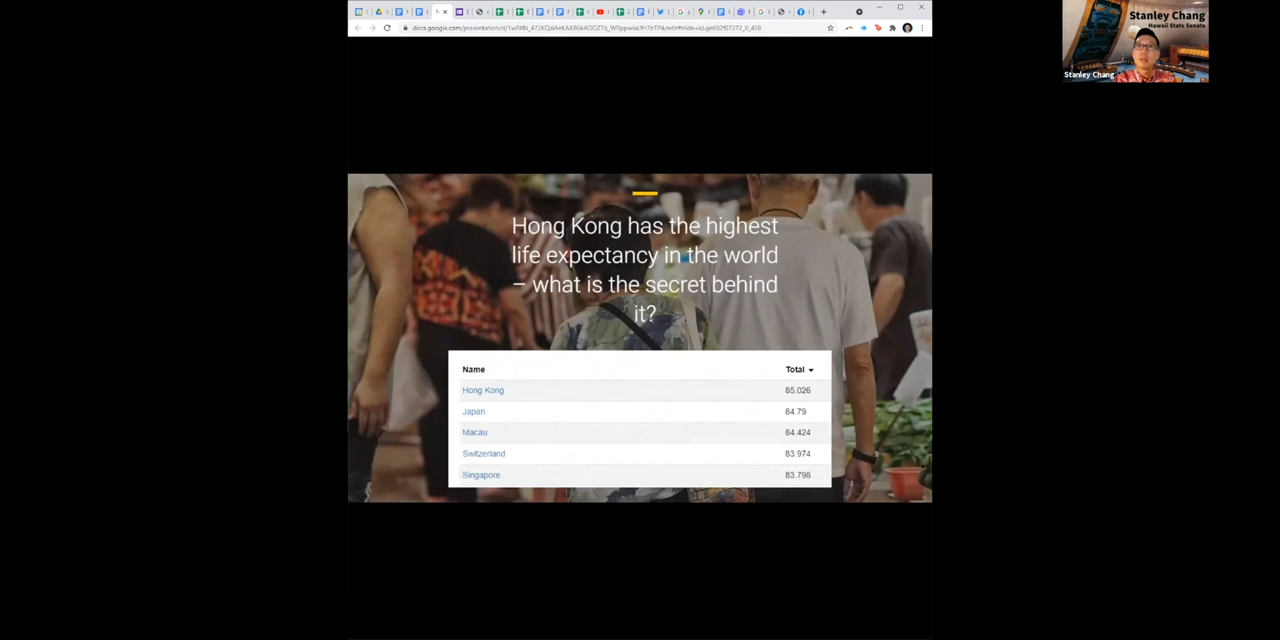 Stanley Chang
Hawaii State Senate
Stanley Chang
Hong Kong has the highest
life expectancy in the world
– what is the secret behind
it?
Name Total
Hong Kong 85.026
Japan 84.79
Macau 84.424
Switzerland 83.974
Singapore 83.798